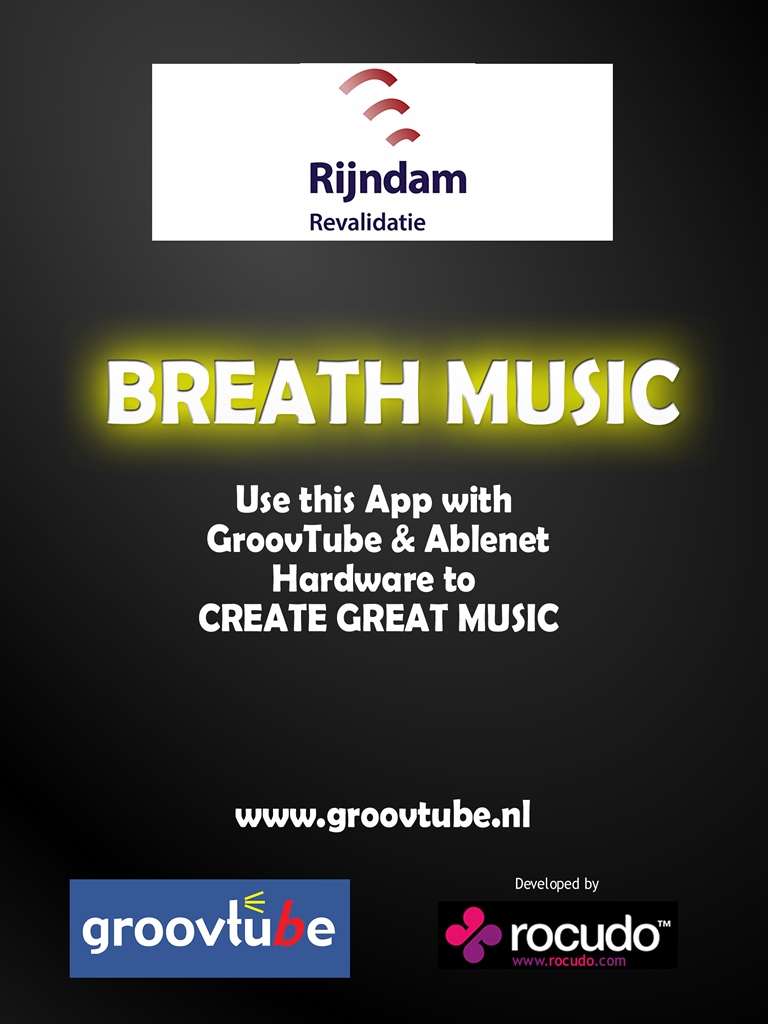 Rijndam
Revalidatie
BREATH MUSIC
Use this App with
GroovTube & Ablenet
Hardware to
CREATE GREAT MUSIC
www.groovtube.nl
groovtube
Developed by
rocudo™
www.rocudo.com